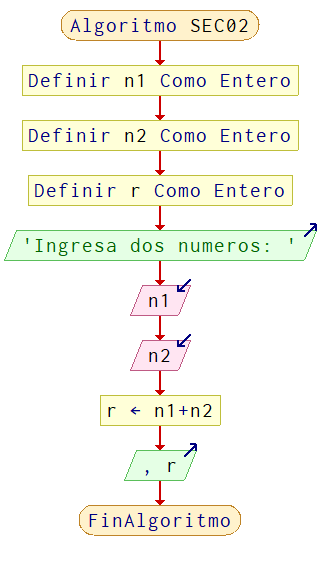 Algoritmo SEC02
Definir n1 Como Entero
Definir n2 Como Entero
Definir r Como Entero
'Ingresa dos numeros: '
n1
n2
r ← n1+n2
, r
FinAlgoritmo